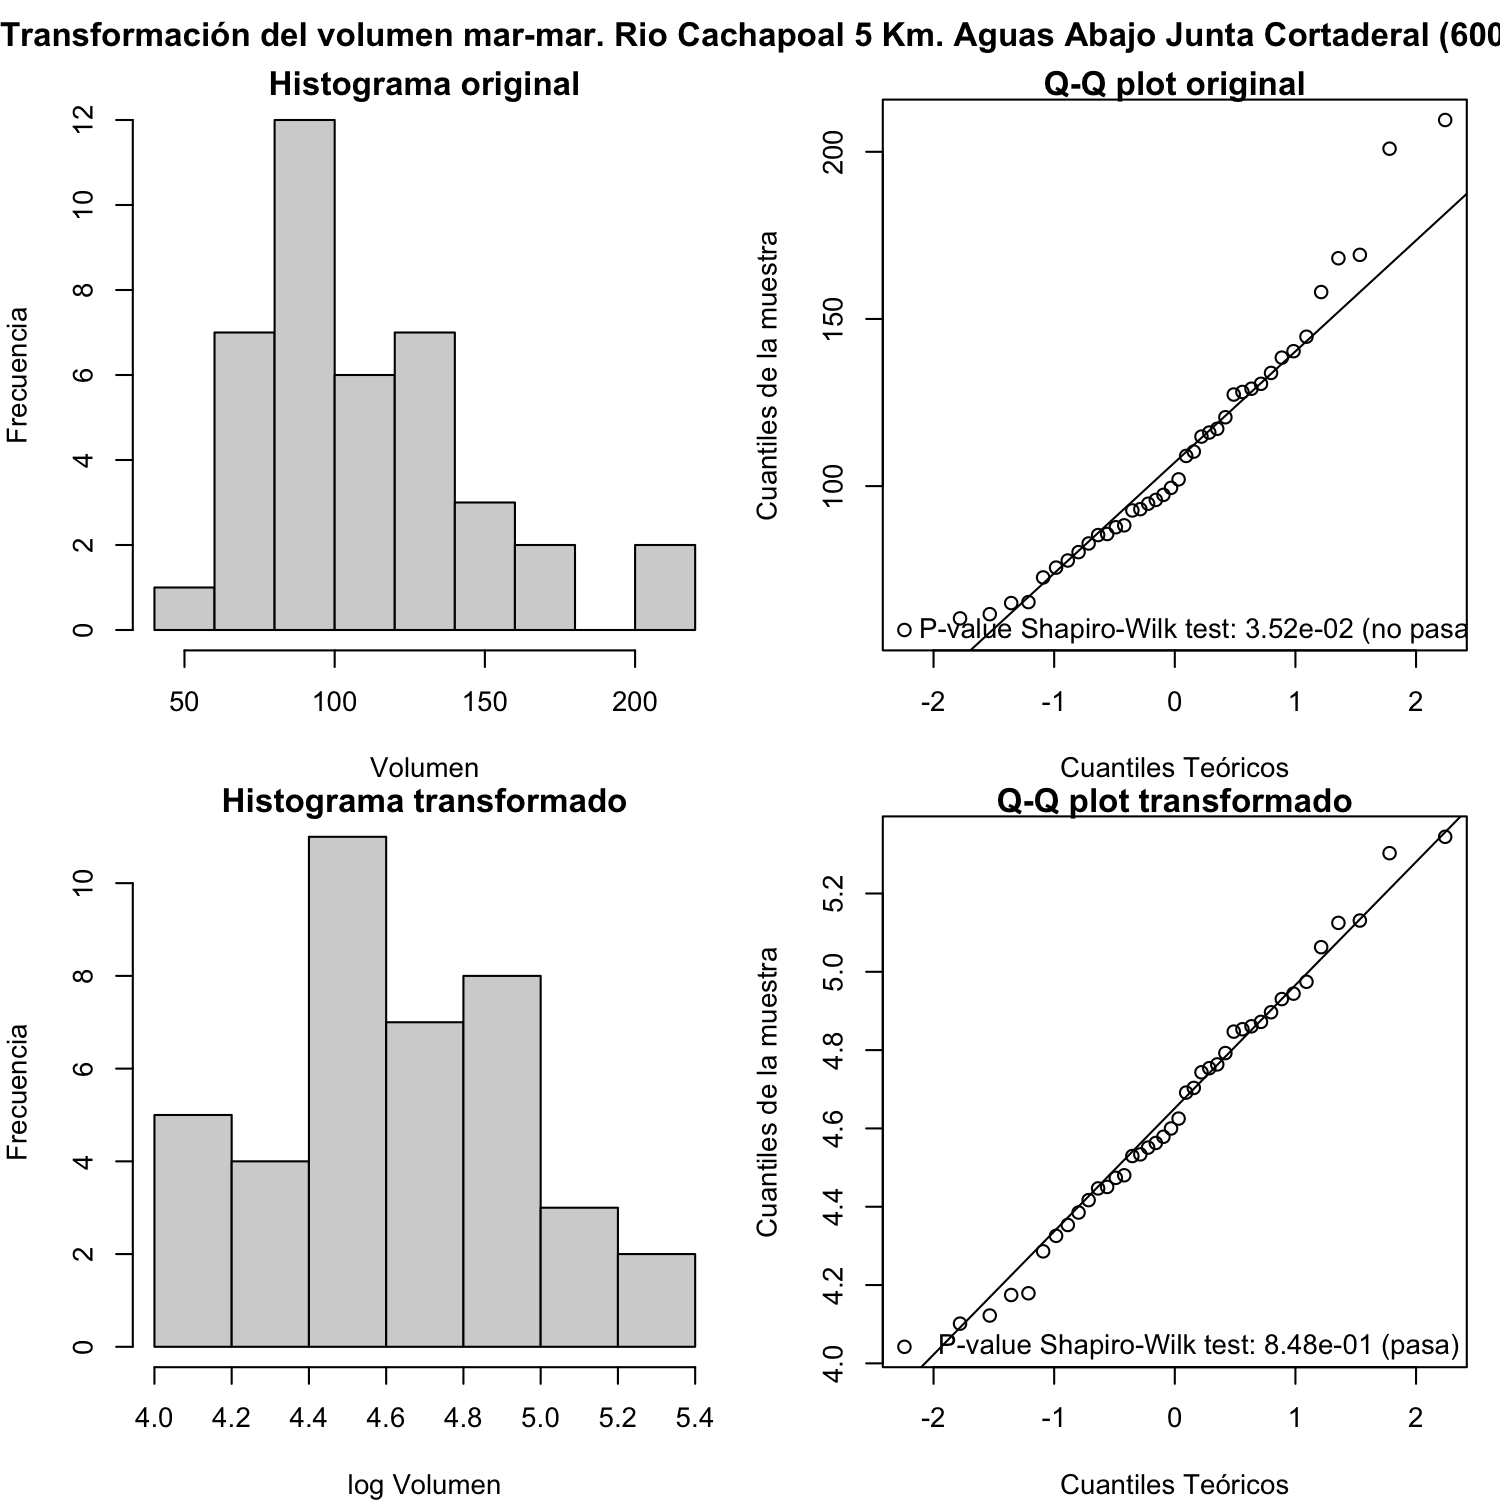 Transformación del volumen mar-mar. Rio Cachapoal 5 Km. Aguas Abajo Junta Cortaderal (600
Histograma original
Frecuencia
0 2 4 6 8 10 12
50 100 150 200
Volumen
Q-Q plot original
Cuantiles de la muestra
100 150 200
P-value Shapiro-Wilk test: 3.52e-02 (no pasa
-2 -1 0 1 2
Cuantiles Teóricos
Histograma transformado
Frecuencia
0 2 4 6 8 10
4.0 4.2 4.4 4.6 4.8 5.0 5.2 5.4
log Volumen
Q-Q plot transformado
Cuantiles de la muestra
4.0 4.2 4.4 4.6 4.8 5.0 5.2
P-value Shapiro-Wilk test: 8.48e-01 (pasa)
-2 -1 0 1 2
Cuantiles Teóricos